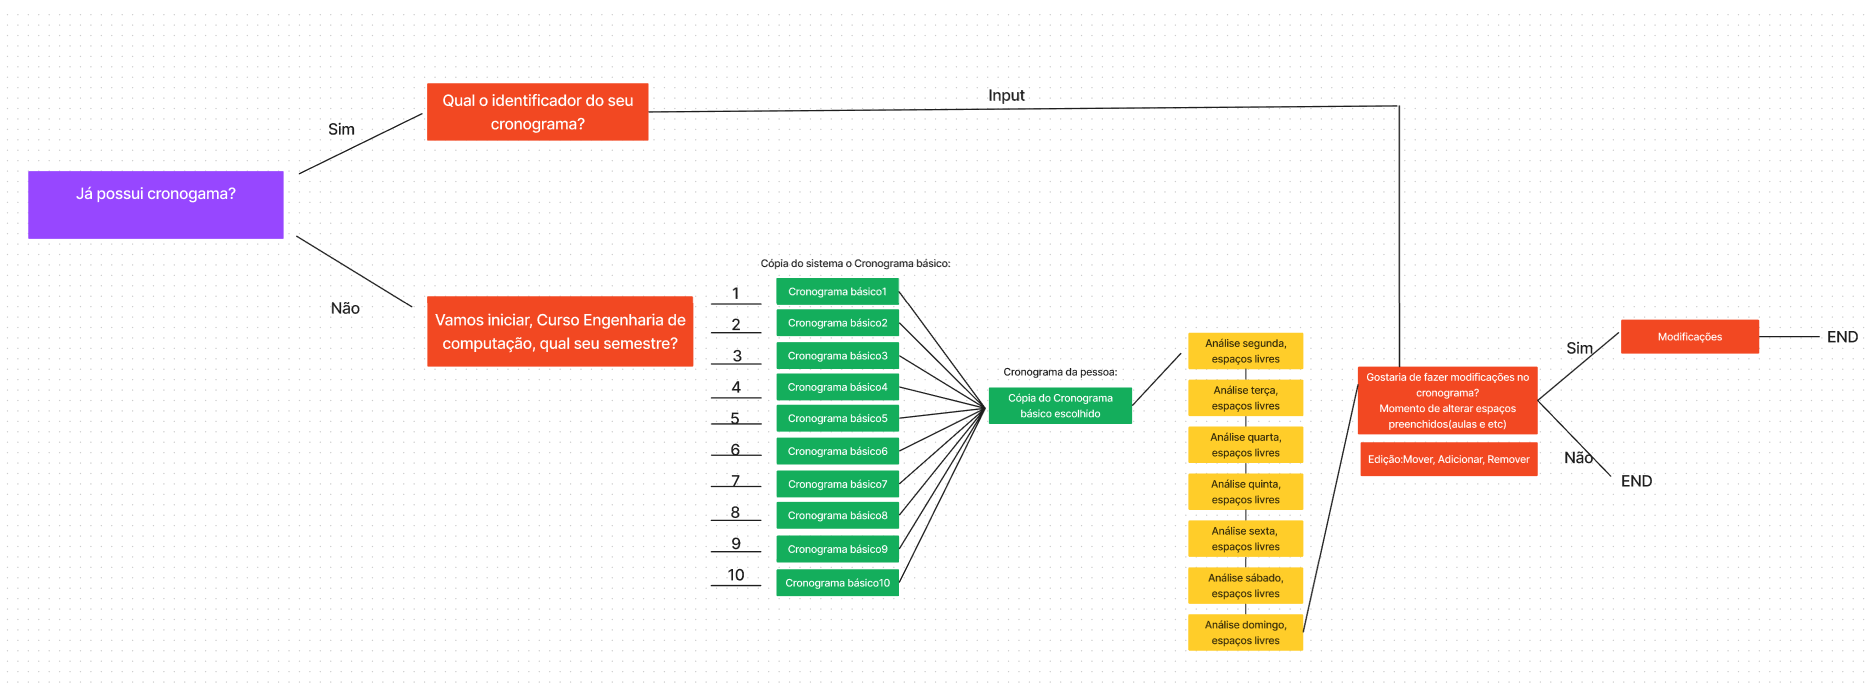 Já possui cronogama?
Sim
Não
Qual o identificador do seu
cronograma?
Input
Vamos iniciar, Curso Engenharia de
computação, qual seu semestre?
Cópia do sistema o Cronograma básico:
1
Cronograma básico1
2
Cronograma básico2
3
Cronograma básico3
4
Cronograma básico4
5
Cronograma básico5
6
Cronograma básico6
7
Cronograma básico7
8
Cronograma básico8
9
Cronograma básico9
10
Cronograma básico10
Cronograma da pessoa:
Cópia do Cronograma
básico escolhido
Análise segunda,
espaços livres
Análise terça,
espaços livres
Análise quarta,
espaços livres
Análise quinta,
espaços livres
Análise sexta,
espaços livres
Análise sábado,
espaços livres
Análise domingo,
espaços livres
Gostaria de fazer modificações no
cronograma?
Momento de alterar espaços
preenchidos(aulas e etc)
Edição:Mover, Adicionar, Remover
Sim
Modificações
END
Não
END